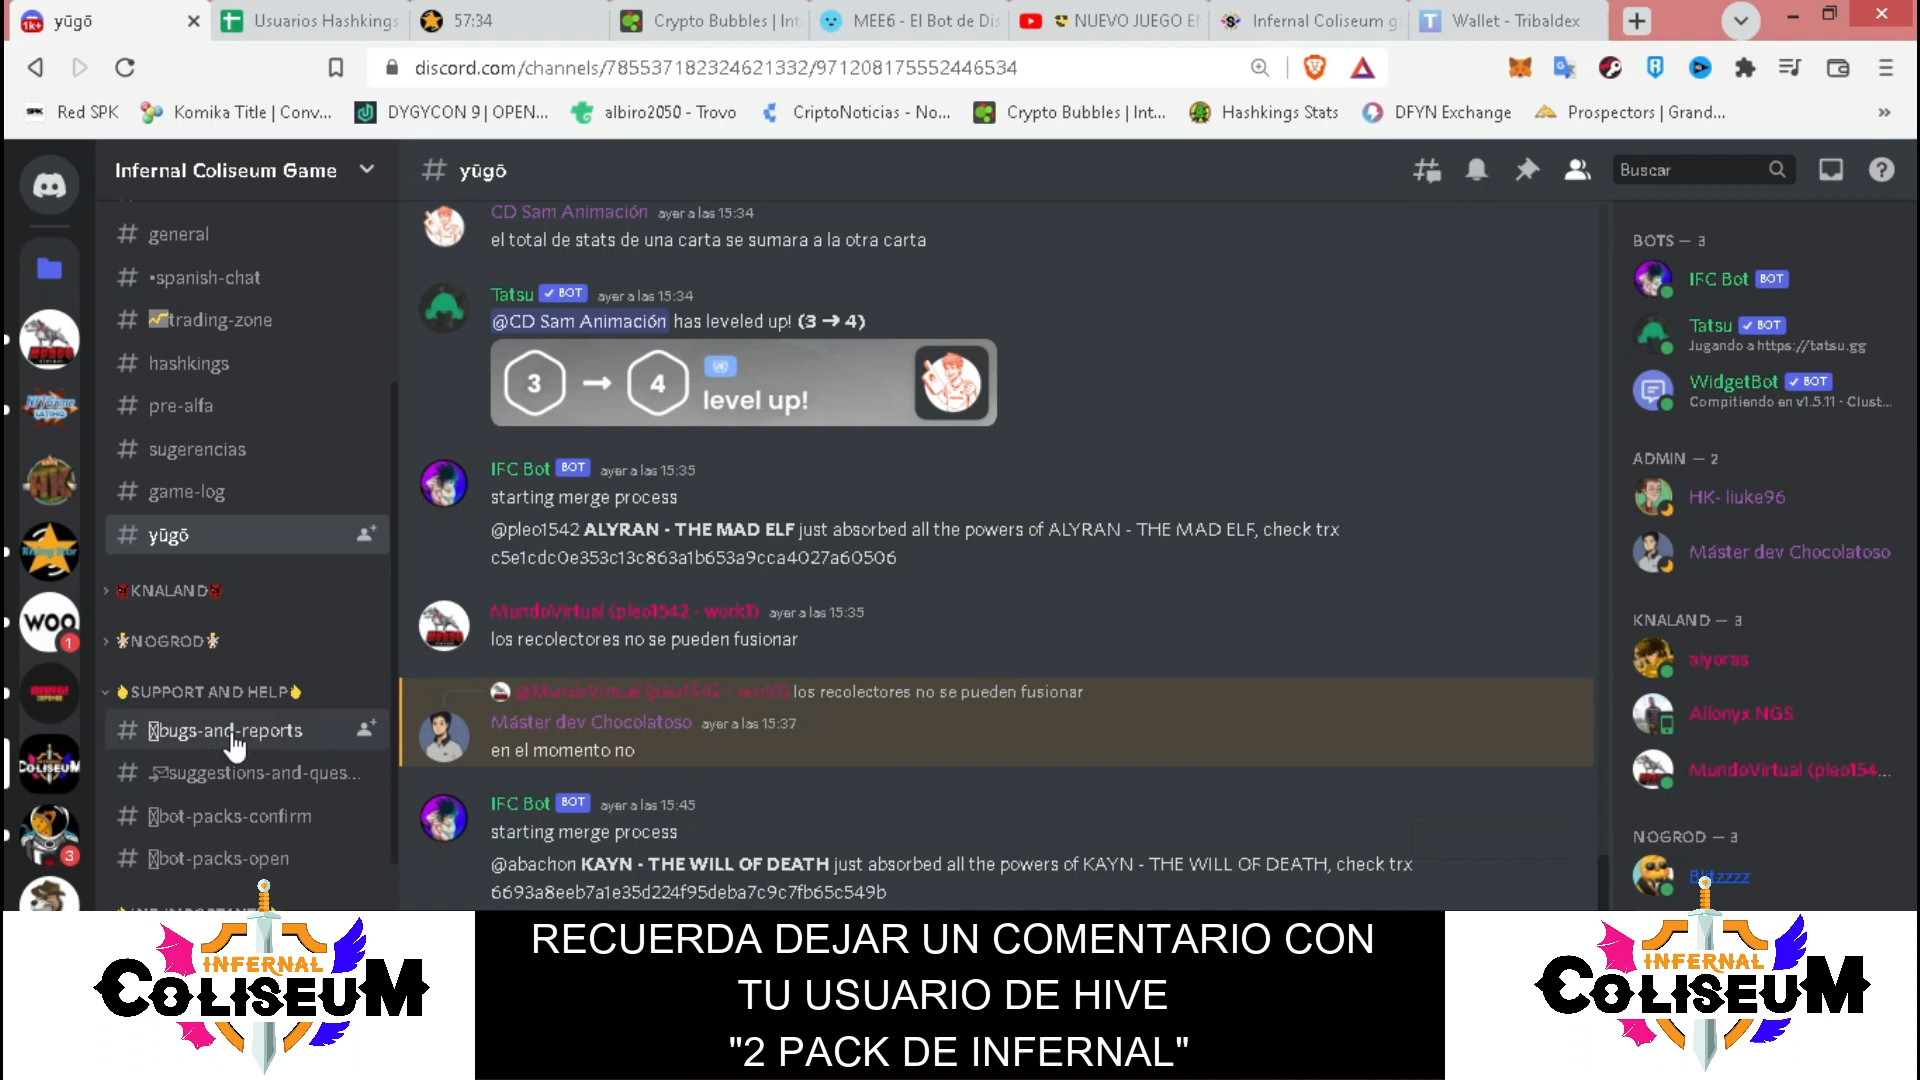 yūgō
Usuarios Hashkings
57:34
Crypto Bubbles | Int
MEE6 - El Bot de Dis
NUEVO JUEGO EN
Infernal Coliseum g
Wallet - Tribaldex
discord.com/channels/785537182324621332/971208175552446534
Red SPK
Komika Title | Conv...
DYGYCON 9 | OPEN...
albiro2050 - Trovo
CriptoNoticias - No...
Crypto Bubbles | Int...
Hashkings Stats
DFYN Exchange
Prospectors | Grand...
Infernal Coliseum Game
general
•spanish-chat
trading-zone
hashkings
pre-alfa
sugerencias
game-log
yūgō
KNALAND
NOGROD
SUPPORT AND HELP
bugs-and-reports
suggestions-and-ques...
bot-packs-confirm
bot-packs-open
yūgō
Buscar
CD Sam Animación ayer a las 15:34
el total de stats de una carta se sumara a la otra carta
Tatsu BOT ayer a las 15:34
@CD Sam Animación has leveled up! (3 ➔ 4)
3 4 level up!
IFC Bot BOT ayer a las 15:35
starting merge process
@pleo1542 ALYRAN - THE MAD ELF just absorbed all the powers of ALYRAN - THE MAD ELF, check trx
c5e1cdc0e353c13c863a1b653a9cca4027a60506
MundoVirtual (pleo1542 - work1) ayer a las 15:35
los recolectores no se pueden fusionar
@MundoVirtual (pleo1542 - work1) los recolectores no se pueden fusionar
Máster dev Chocolatoso ayer a las 15:37
en el momento no
IFC Bot BOT ayer a las 15:45
starting merge process
@abachon KAYN - THE WILL OF DEATH just absorbed all the powers of KAYN - THE WILL OF DEATH, check trx
6693a8eeb7a1e35d224f95deba7c9c7fb65c549b
BOTS — 3
IFC Bot BOT
Tatsu BOT
Jugando a https://tatsu.gg
WidgetBot BOT
Compitiendo en v1.5.11 - Clust...
ADMIN — 2
HK- liuke96
Máster dev Chocolatoso
KNALAND — 3
aiyoras
Allonyx.NGS
MundoVirtual (pleo154...
NOGROD — 3
Blitzzzz
WOO
1
3
INFERNAL
COLISEUM
RECUERDA DEJAR UN COMENTARIO CON
TU USUARIO DE HIVE
"2 PACK DE INFERNAL"
INFERNAL
COLISEUM